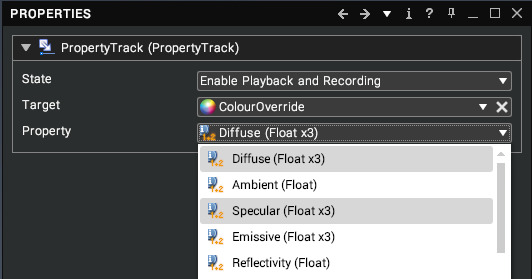 PROPERTIES
PropertyTrack (PropertyTrack)
State
Enable Playback and Recording
Target
ColourOverride
Property
Diffuse (Float x3)
Diffuse (Float x3)
Ambient (Float)
Specular (Float x3)
Emissive (Float x3)
Reflectivity (Float)